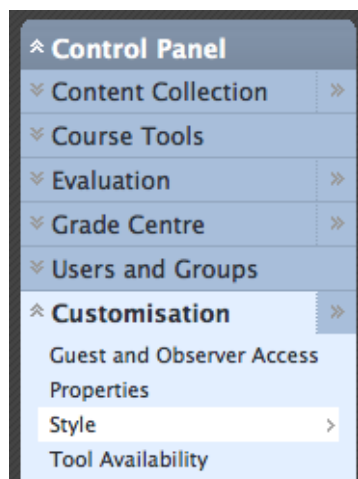 Control Panel
Content Collection
Course Tools
Evaluation
Grade Centre
Users and Groups
Customisation
Guest and Observer Access
Properties
Style
Tool Availability